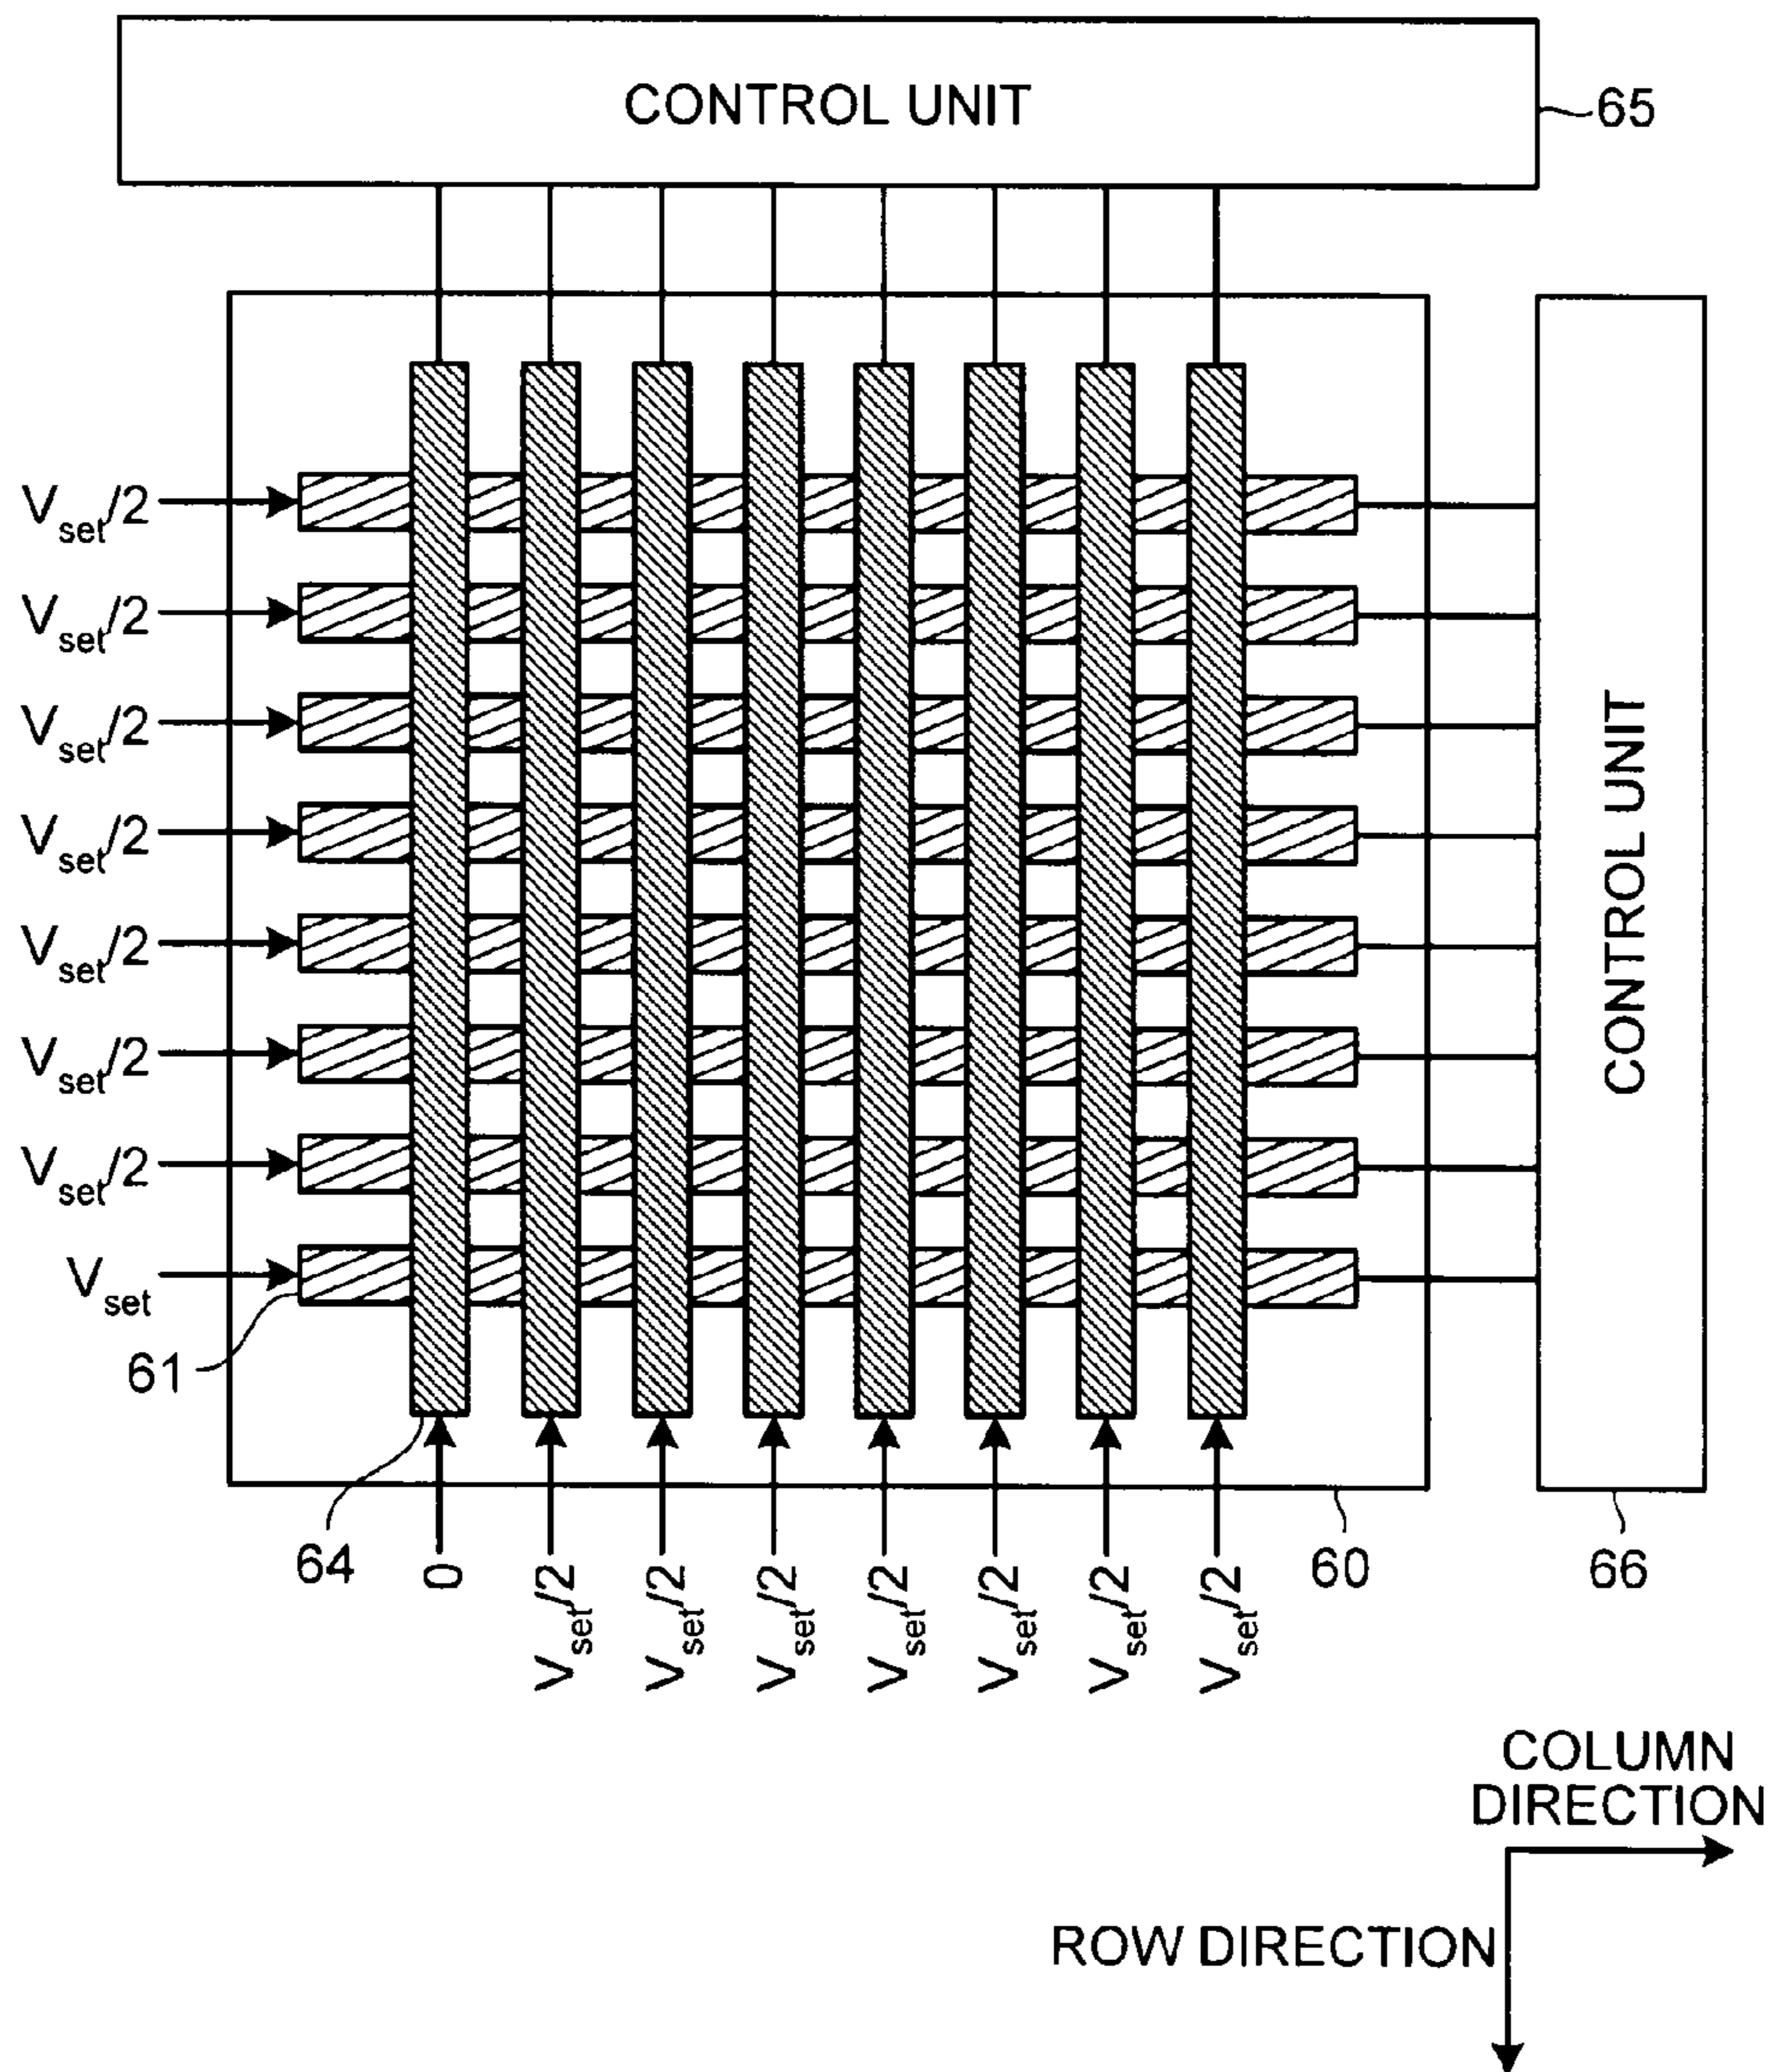 CONTROL UNIT
65
Vset/2
Vset/2
Vset/2
Vset/2
Vset/2
Vset/2
Vset/2
Vset
61
CONTROL UNIT
64
0
Vset/2
Vset/2
Vset/2
Vset/2
Vset/2
Vset/2
Vset/2
60
66
COLUMN
DIRECTION
ROW DIRECTION